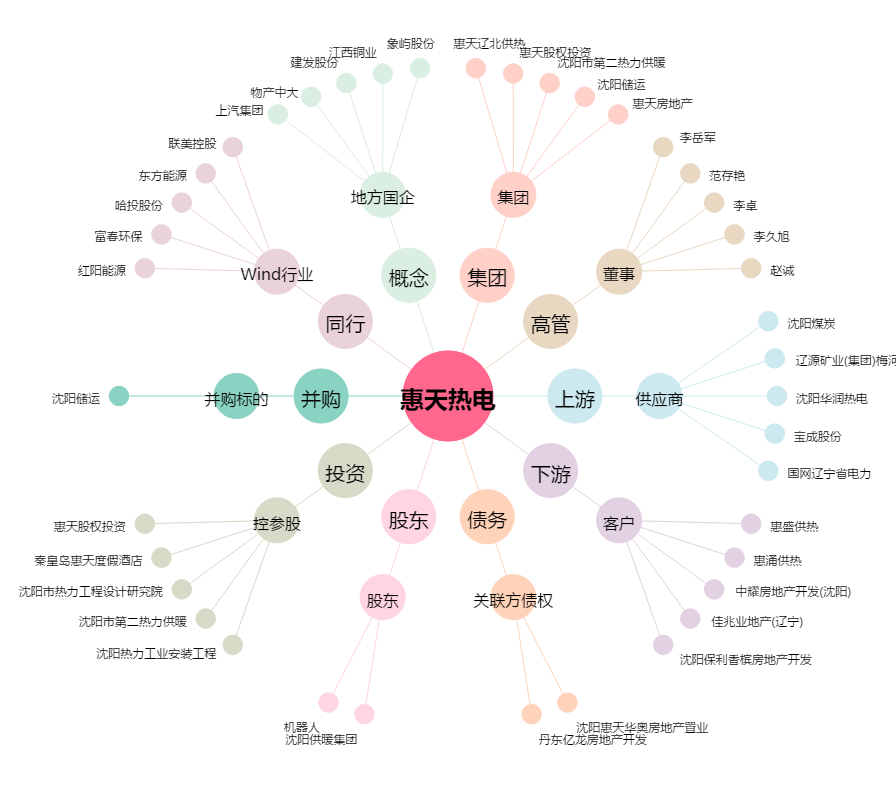 象屿股份
江西铜业
建发股份
物产中大
上汽集团
地方国企
概念
惠天辽北供热
惠天股权投资
沈阳市第二热力供暖
沈阳储运
惠天房地产
集团
集团
联美控股
东方能源
哈投股份
富春环保
红阳能源
Wind行业
同行
李岳军
范存艳
李卓
李久旭
赵诚
董事
高管
沈阳储运
并购标的
并购
惠天热电
上游
供应商
沈阳煤炭
辽源矿业(集团)梅河
沈阳华润热电
宝成股份
国网辽宁省电力
投资
控参股
惠天股权投资
秦皇岛惠天度假酒店
沈阳市热力工程设计研究院
沈阳市第二热力供暖
沈阳热力工业安装工程
下游
客户
惠盛供热
惠涌供热
中耀房地产开发(沈阳)
佳兆业地产(辽宁)
沈阳保利香槟房地产开发
股东
股东
机器人
沈阳供暖集团
债务
关联方债权
沈阳惠天华奥房地产置业
丹东亿龙房地产开发